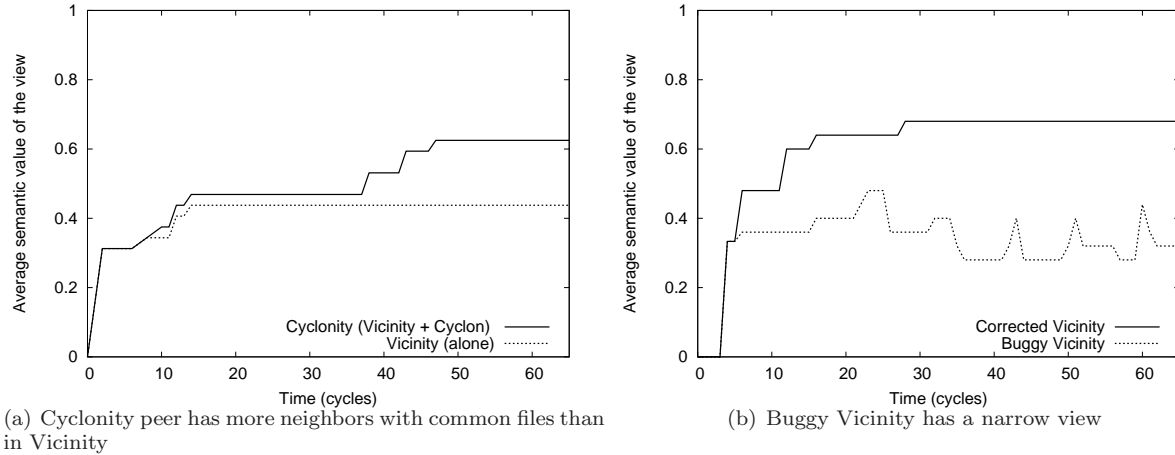 Average semantic value of the view
1
0.8
0.6
0.4
0.2
0
Cyclonity (Vicinity + Cyclon)
Vicinity (alone)
0 10 20 30 40 50 60
Time (cycles)
(a) Cyclonity peer has more neighbors with common files than
in Vicinity
Average semantic value of the view
1
0.8
0.6
0.4
0.2
0
Corrected Vicinity
Buggy Vicinity
0 10 20 30 40 50 60
Time (cycles)
(b) Buggy Vicinity has a narrow view